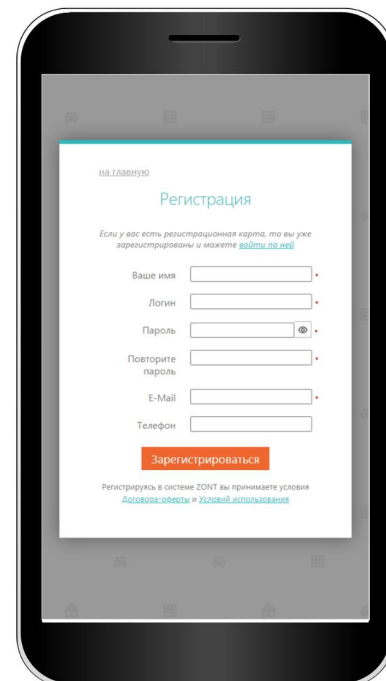 на главную
Регистрация
Если у вас есть регистрационная карта, то вы уже
зарегистрированы и можете войти по ней
Ваше имя *
Логин *
Пароль *
Повторите *
пароль
E-Mail *
Телефон
Зарегистрироваться
Регистрируясь в системе ZONT вы принимаете условия
Договора-оферты и Условий использования